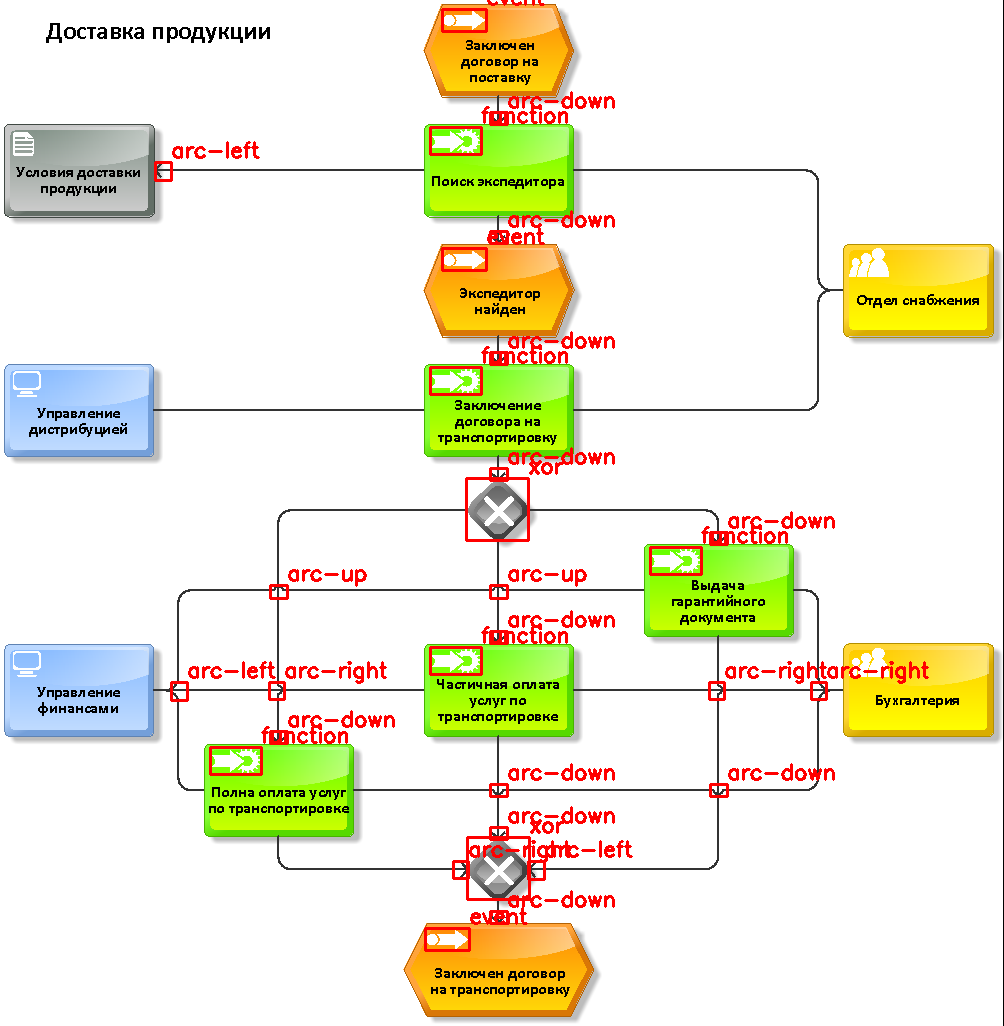 event
Доставка продукции
Заключен
договор на
поставку
arc-down
function
arc-left
Условия доставки
продукции
Поиск экспедитора
arc-down
event
Экспедитор
найден
Отдел снабжения
arc-down
function
Управление
дистрибуцией
Заключение
договора на
транспортировку
arc-down
xor
arc-down
function
Выдача
гарантийного
документа
arc-up
arc-up
arc-down
function
arc-left
arc-right
arc-right
arc-right
Управление
финансами
Частичная оплата
услуг по
транспортировке
Бухгалтерия
arc-down
function
Полна оплата услуг
по транспортировке
arc-down
arc-down
arc-down
xor
arc-right
arc-left
arc-down
event
Заключен договор
на транспортировку